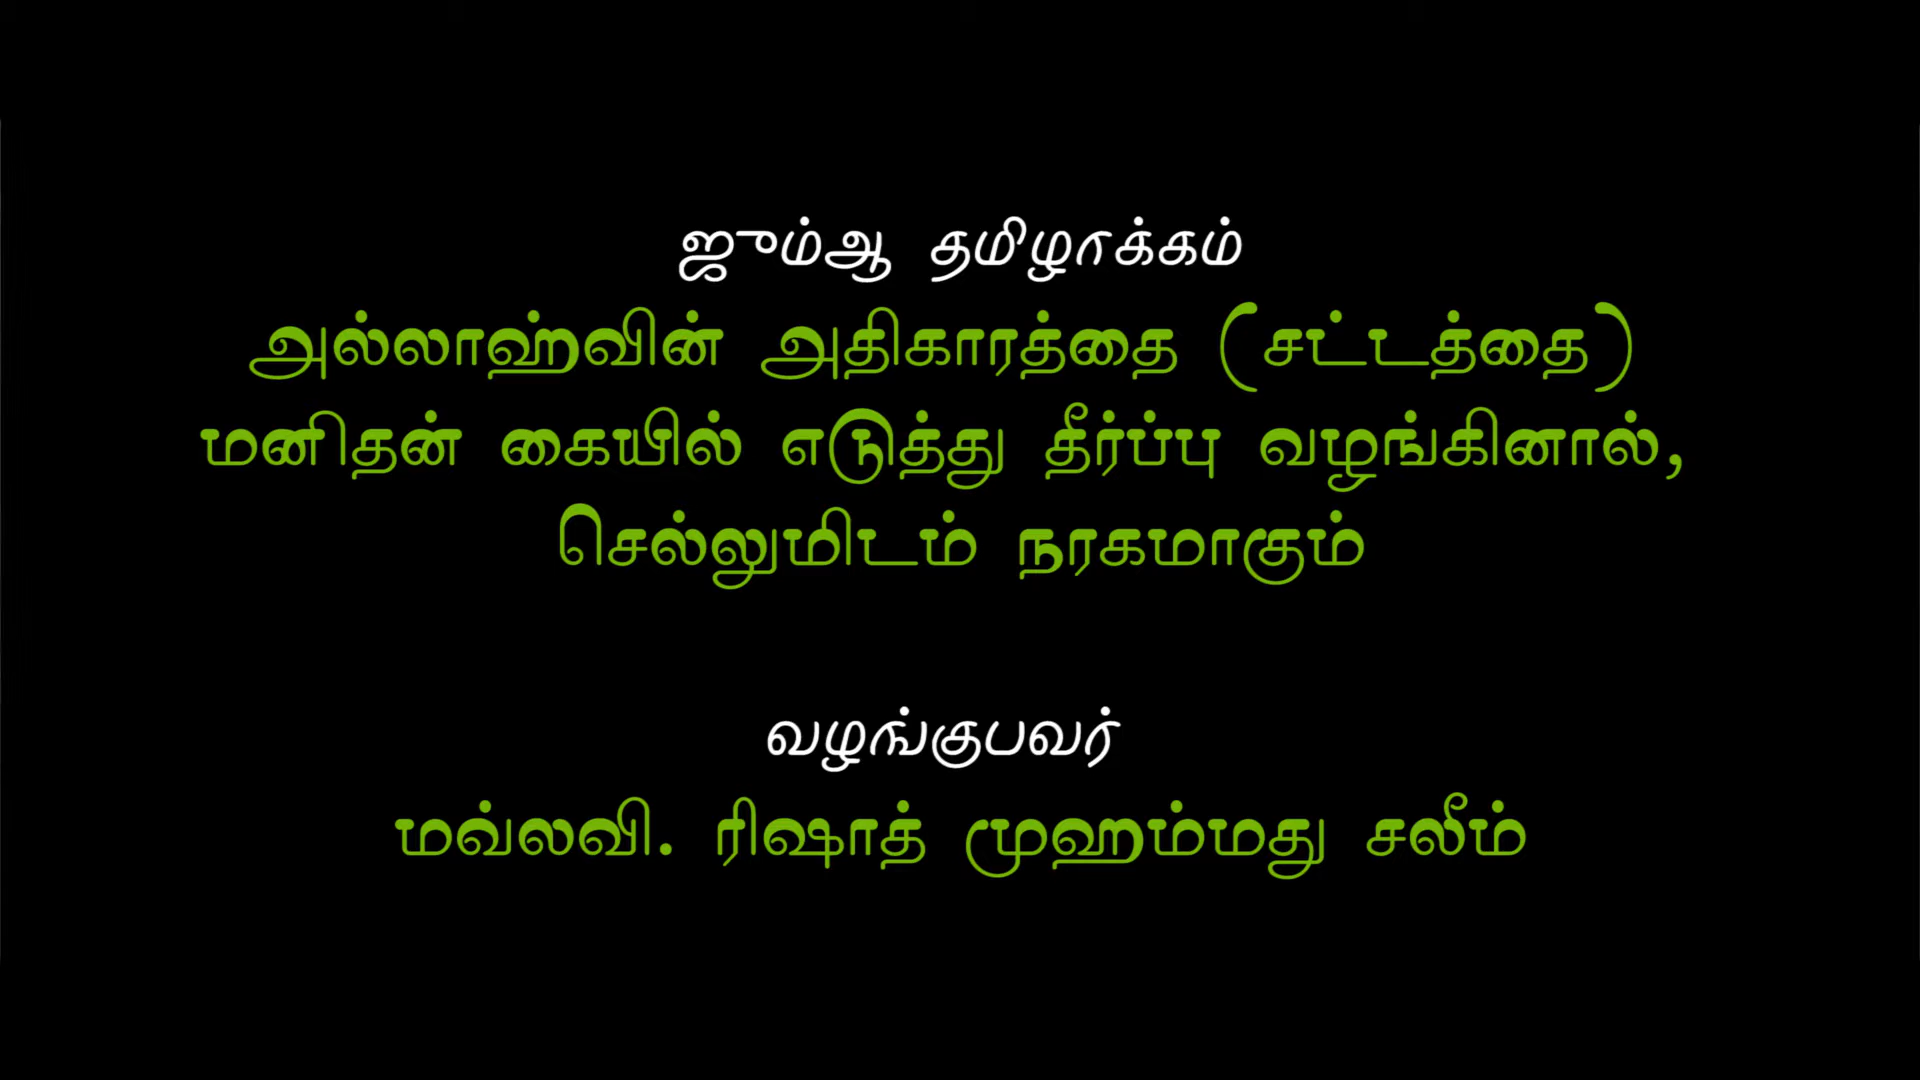 ஜும்ஆ தமிழாக்கம்
அல்லாஹ்வின் அதிகாரத்தை (சட்டத்தை)
மனிதன் கையில் எடுத்து தீர்ப்பு வழங்கினால்,
செல்லுமிடம் நரகமாகும்
வழங்குபவர்
மவ்லவி. ரிஷாத் முஹம்மது சலீம்